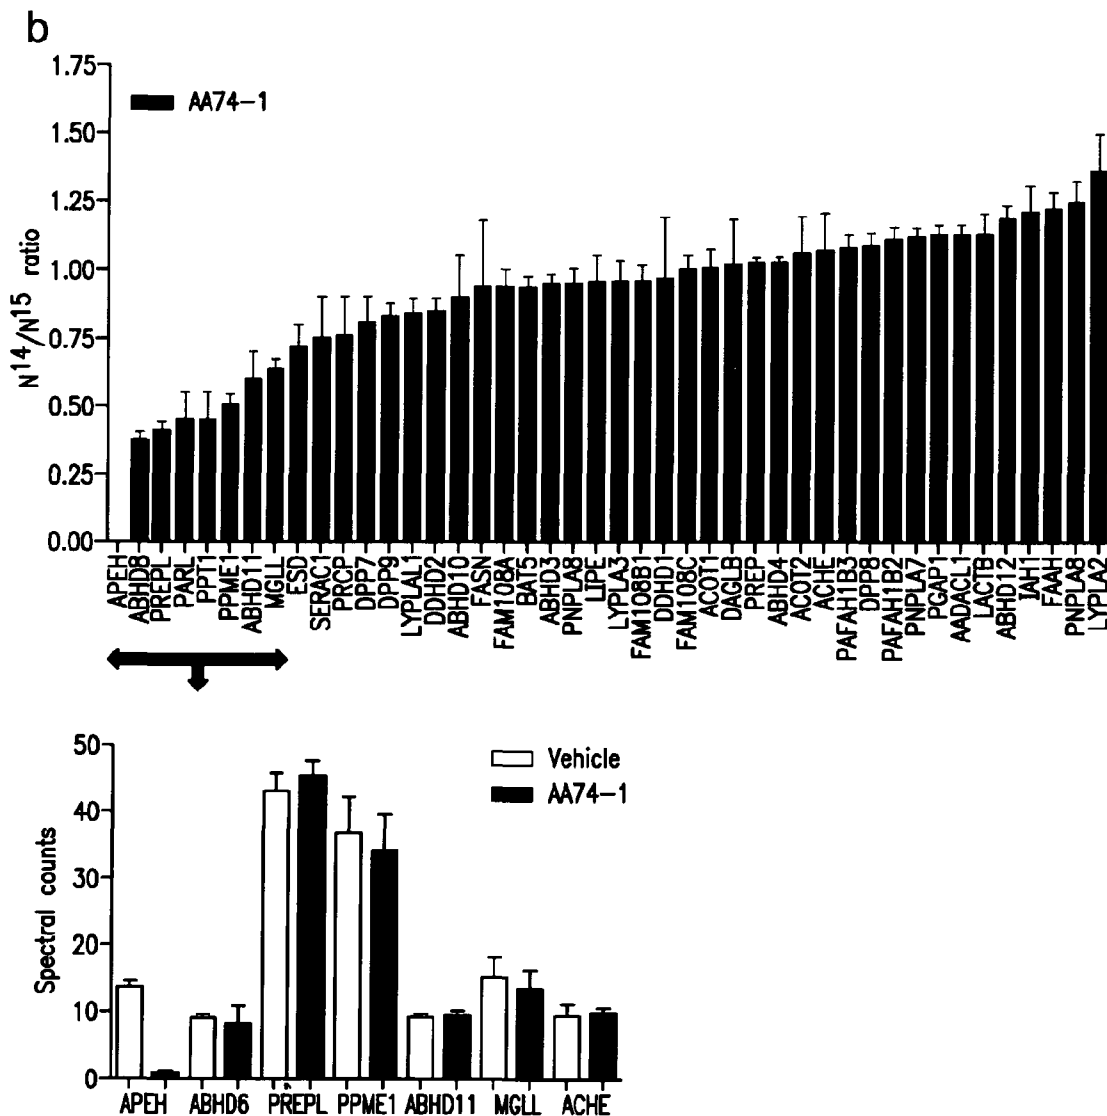 b
1.75
1.50
1.25
1.00
0.75
0.50
0.25
0.00
N14/N15 ratio
AA74-1
APEH
ABHD8
PREPL
PARL
PPT1
PPME1
ABHD11
MGLL
ESD
SERAC1
PRCP
DPP7
DPP9
LYPLAL1
DDHD2
ABHD10
FASN
FAM108A
BAT5
ABHD3
PNPLA8
LIPE
LYPLA3
FAM108B1
DDHD1
FAM108C
ACOT1
DAGLB
PREP
ABHD4
ACOT2
ACHE
PAFAH1B3
DPP8
PAFAH1B2
PNPLA7
PGAP1
AADACL1
LACTB
ABHD12
IAH1
FAAH
PNPLA8
LYPLA2
50
40
30
20
10
0
Spectral counts
Vehicle
AA74-1
APEH ABHD6 PREPL PPME1 ABHD11 MGLL ACHE